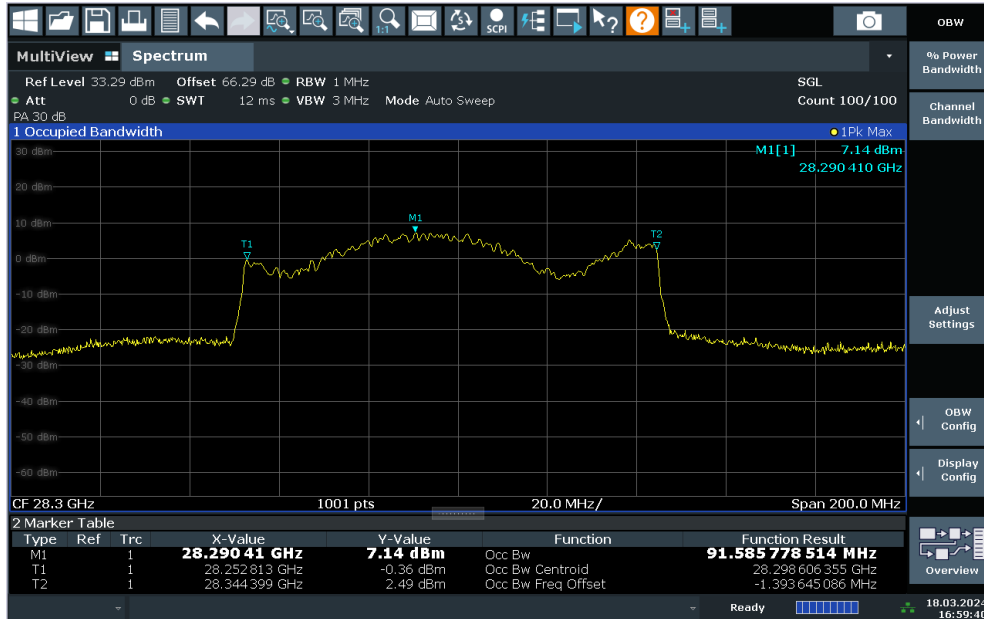 1:1
SCPI
?
?
OBW
MultiView Spectrum
Ref Level 33.29 dBm Offset 66.29 dB RBW 1 MHz SGL
Att 0 dB SWT 12 ms VBW 3 MHz Mode Auto Sweep Count 100/100
PA 30 dB
1 Occupied Bandwidth 1Pk Max
M1[1] 7.14 dBm
28.290 410 GHz
30 dBm
20 dBm
10 dBm
0 dBm
-10 dBm
-20 dBm
-30 dBm
-40 dBm
-50 dBm
-60 dBm
T1
M1
T2
CF 28.3 GHz 1001 pts 20.0 MHz/ Span 200.0 MHz
2 Marker Table
Type Ref Trc X-Value Y-Value Function Function Result
M1 1 28.290 41 GHz 7.14 dBm Occ Bw 91.585 778 514 MHz
T1 1 28.252 813 GHz -0.36 dBm Occ Bw Centroid 28.298 606 355 GHz
T2 1 28.344 399 GHz 2.49 dBm Occ Bw Freq Offset -1.393 645 086 MHz
% Power
Bandwidth
Channel
Bandwidth
Adjust
Settings
OBW
Config
Display
Config
Overview
Ready
18.03.2024
16:59:40